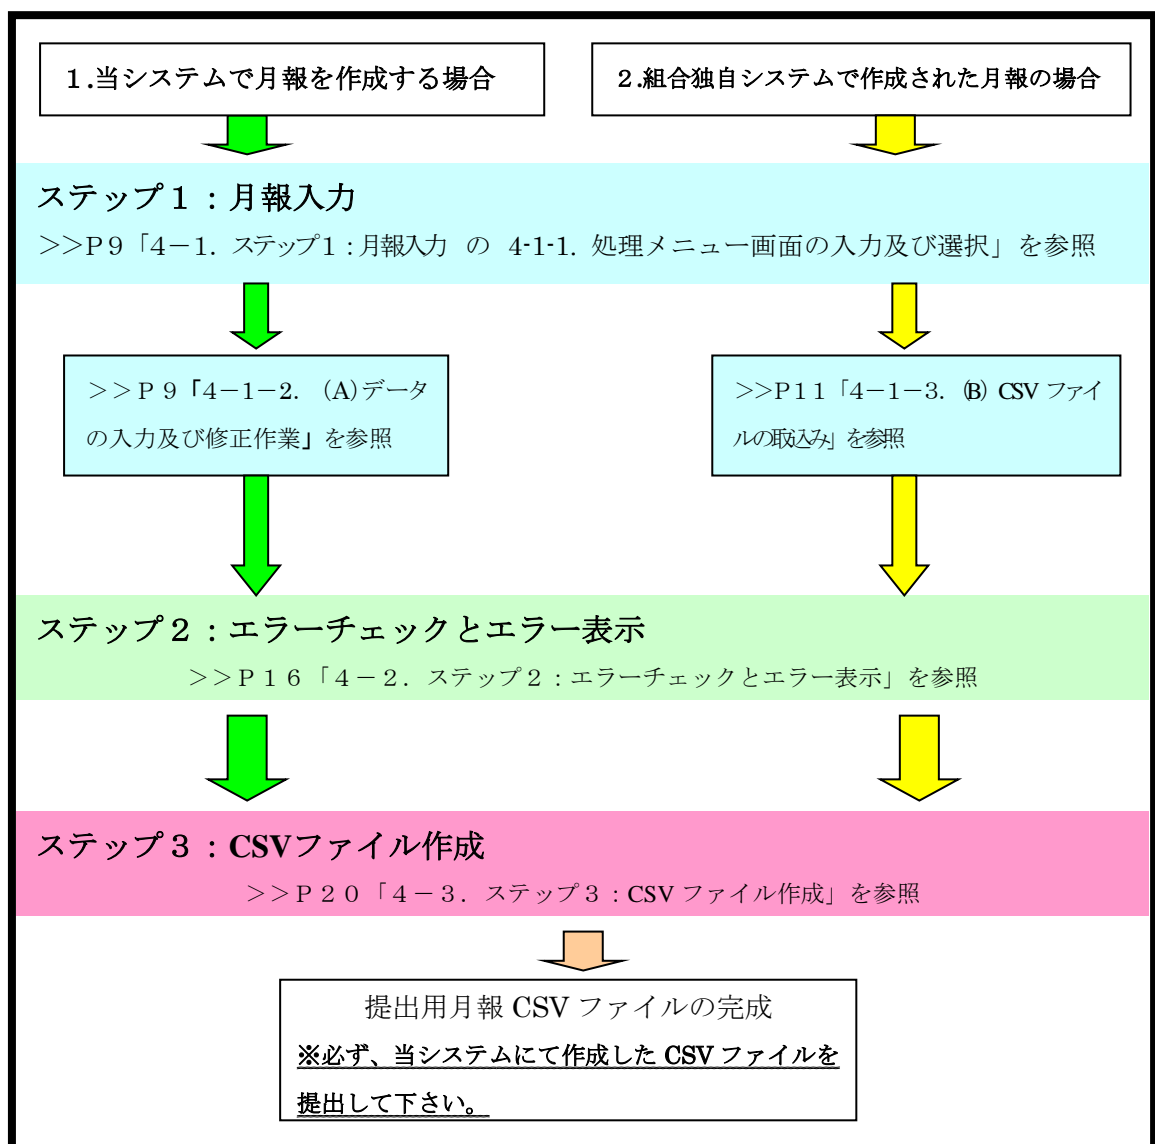 １.当システムで月報を作成する場合
２.組合独自システムで作成された月報の場合
ステップ１：月報入力
>>Ｐ９「４－１．ステップ１：月報入力 の 4-1-1．処理メニュー画面の入力及び選択」を参照
>>Ｐ９「４－１－２．(A)データ
の入力及び修正作業」を参照
>>Ｐ１１「４－１－３．(B) CSV ファイ
ルの取込み」を参照
ステップ２：エラーチェックとエラー表示
>>Ｐ１６「４－２．ステップ２：エラーチェックとエラー表示」を参照
ステップ３：CSVファイル作成
>>Ｐ２０「４－３．ステップ３：CSV ファイル作成」を参照
提出用月報 CSV ファイルの完成
※必ず、当システムにて作成した CSV ファイルを
提出して下さい。